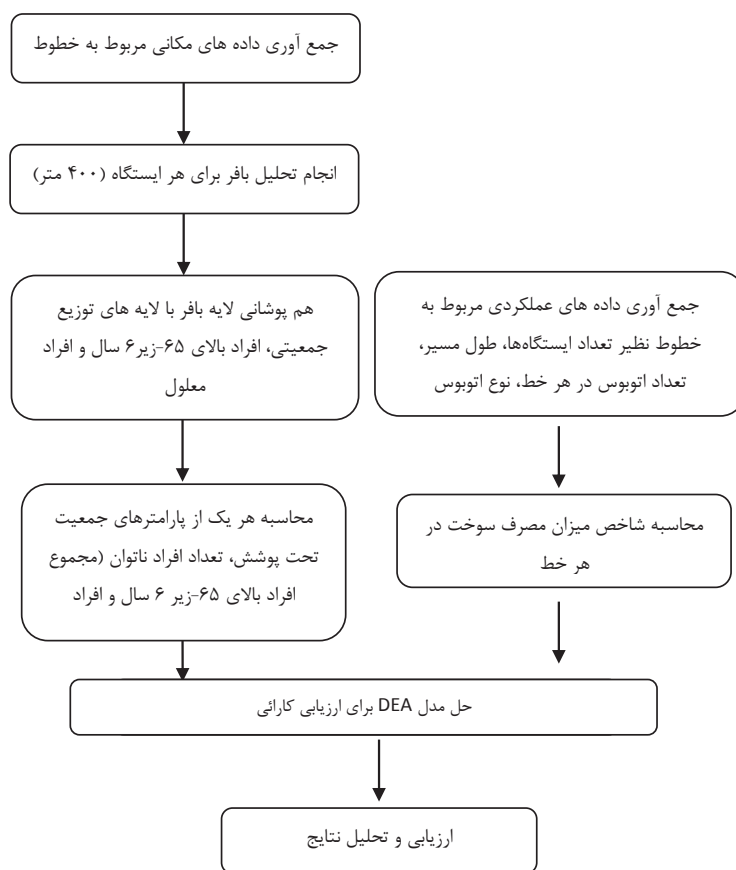 جمع آوری داده های مکانی مربوط به خطوط
انجام تحلیل بافر برای هر ایستگاه (۴۰۰ متر)
هم پوشانی لایه بافر با لایه های توزیع
جمعیتی، افراد بالای ۶۵-زیر۶ سال و افراد
معلول
محاسبه هر یک از پارامترهای جمعیت
تحت پوشش، تعداد افراد ناتوان (مجموع
افراد بالای ۶۵-زیر ۶ سال و افراد
جمع آوری داده های عملکردی مربوط به
خطوط نظیر تعداد ایستگاه‌ها، طول مسیر،
تعداد اتوبوس در هر خط، نوع اتوبوس
محاسبه شاخص میزان مصرف سوخت در
هر خط
حل مدل DEA برای ارزیابی کارائی
ارزیابی و تحلیل نتایج